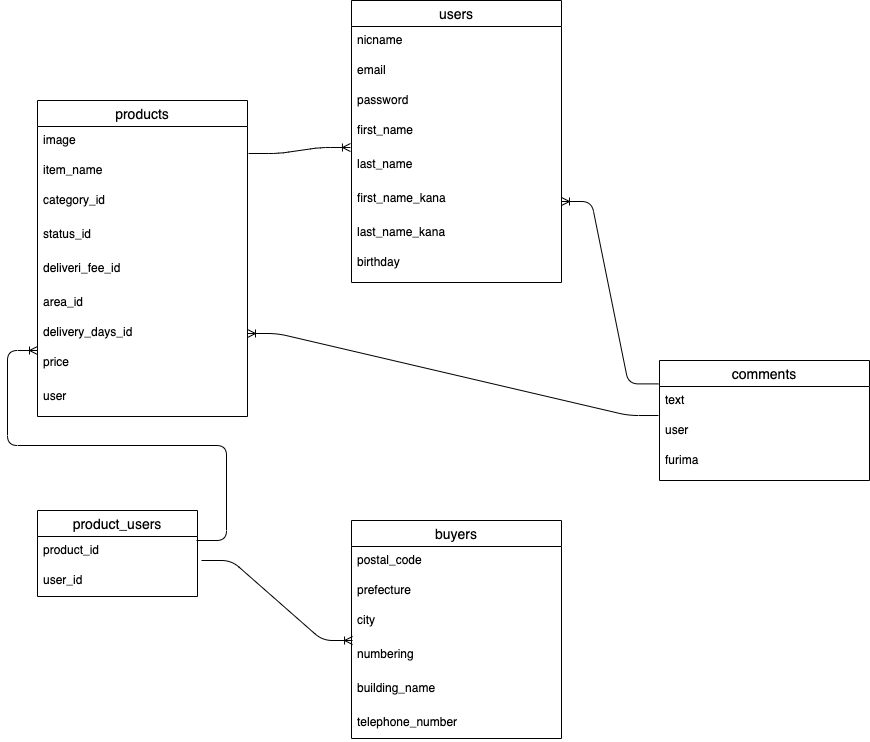 users
nicname
email
password
first_name
last_name
first_name_kana
last_name_kana
birthday
products
image
item_name
category_id
status_id
deliveri_fee_id
area_id
delivery_days_id
price
user
comments
text
user
furima
product_users
product_id
user_id
buyers
postal_code
prefecture
city
numbering
building_name
telephone_number